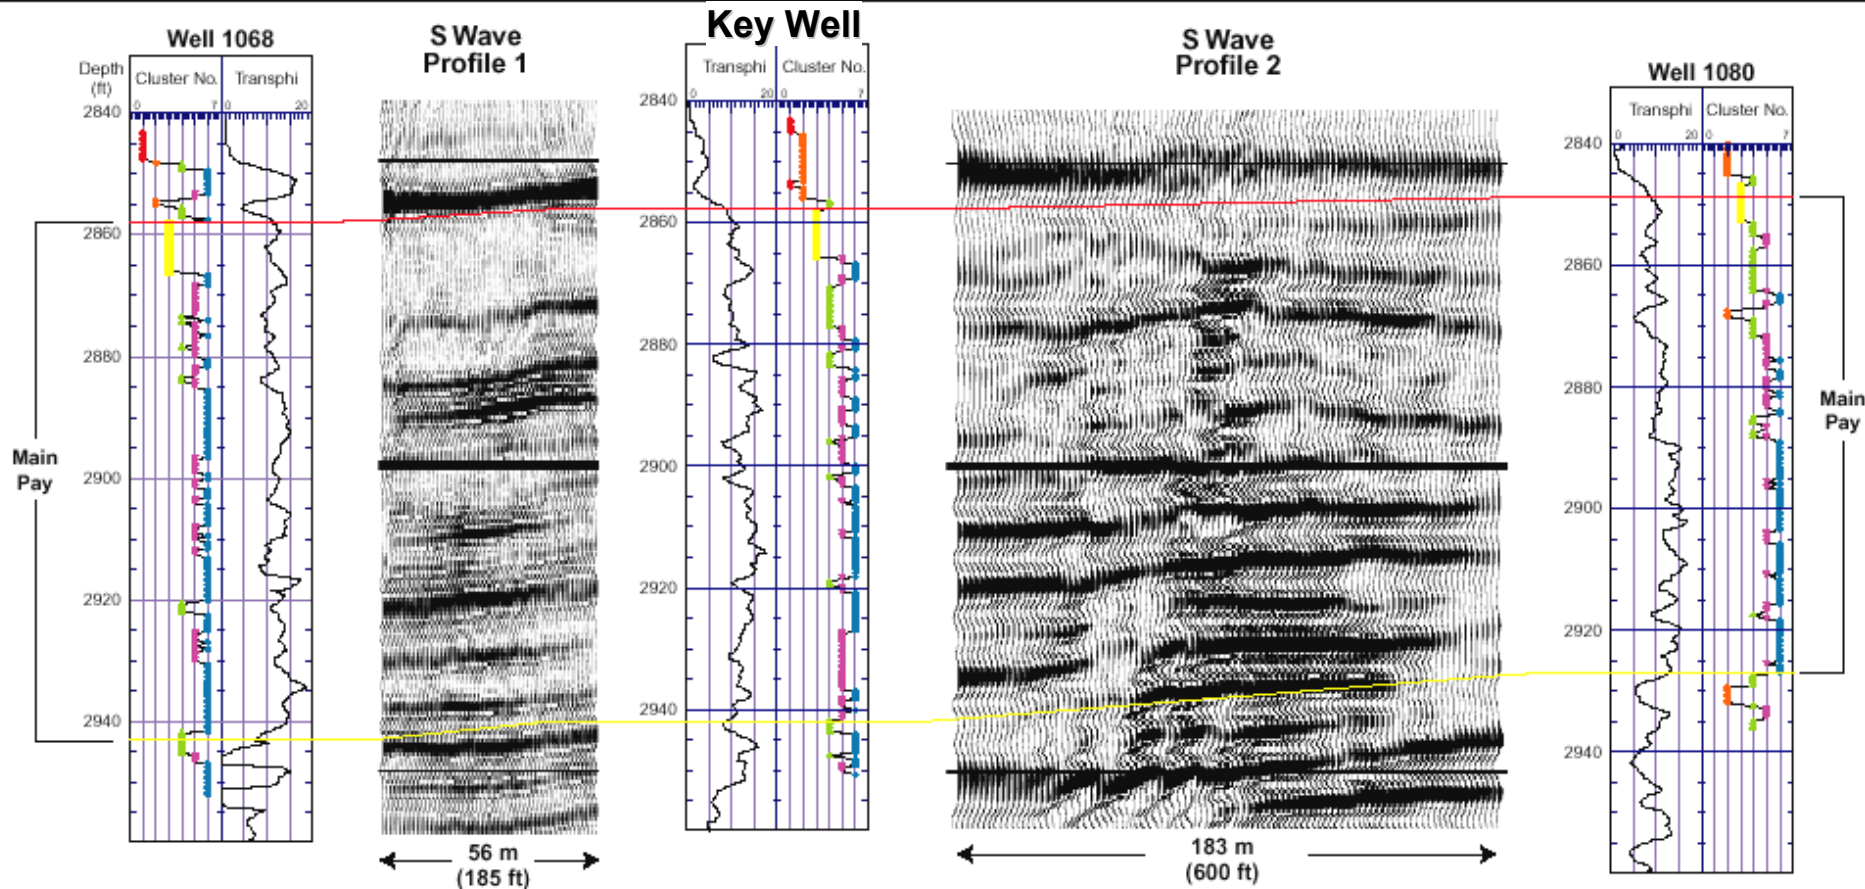 Key Well
Well 1068
S Wave
Profile 1
S Wave
Profile 2
Well 1080
Depth
(ft)
Cluster No.
Transphi
0 7 0 20
2840
2860
2880
2900
2920
2940
Transphi
Cluster No.
0 20 0 7
2840
2860
2880
2900
2920
2940
Transphi
Cluster No.
0 20 0 7
2840
2860
2880
2900
2920
2940
Main
Pay
Main
Pay
56 m
(185 ft)
183 m
(600 ft)